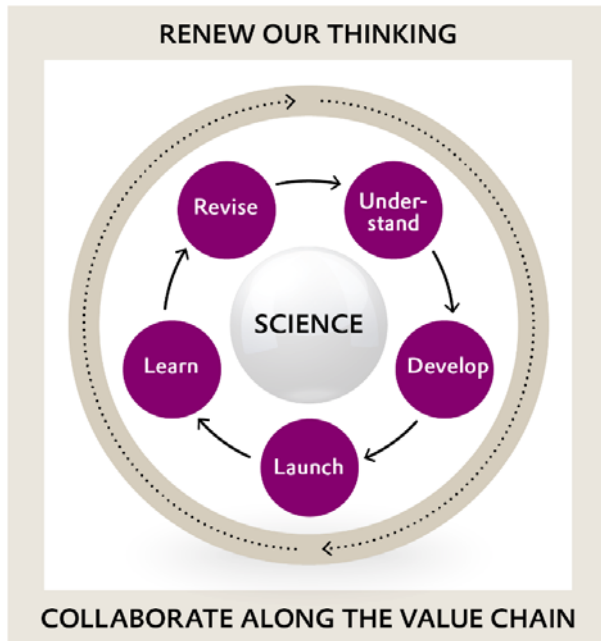 RENEW OUR THINKING
Revise
Under-
stand
SCIENCE
Learn
Develop
Launch
COLLABORATE ALONG THE VALUE CHAIN